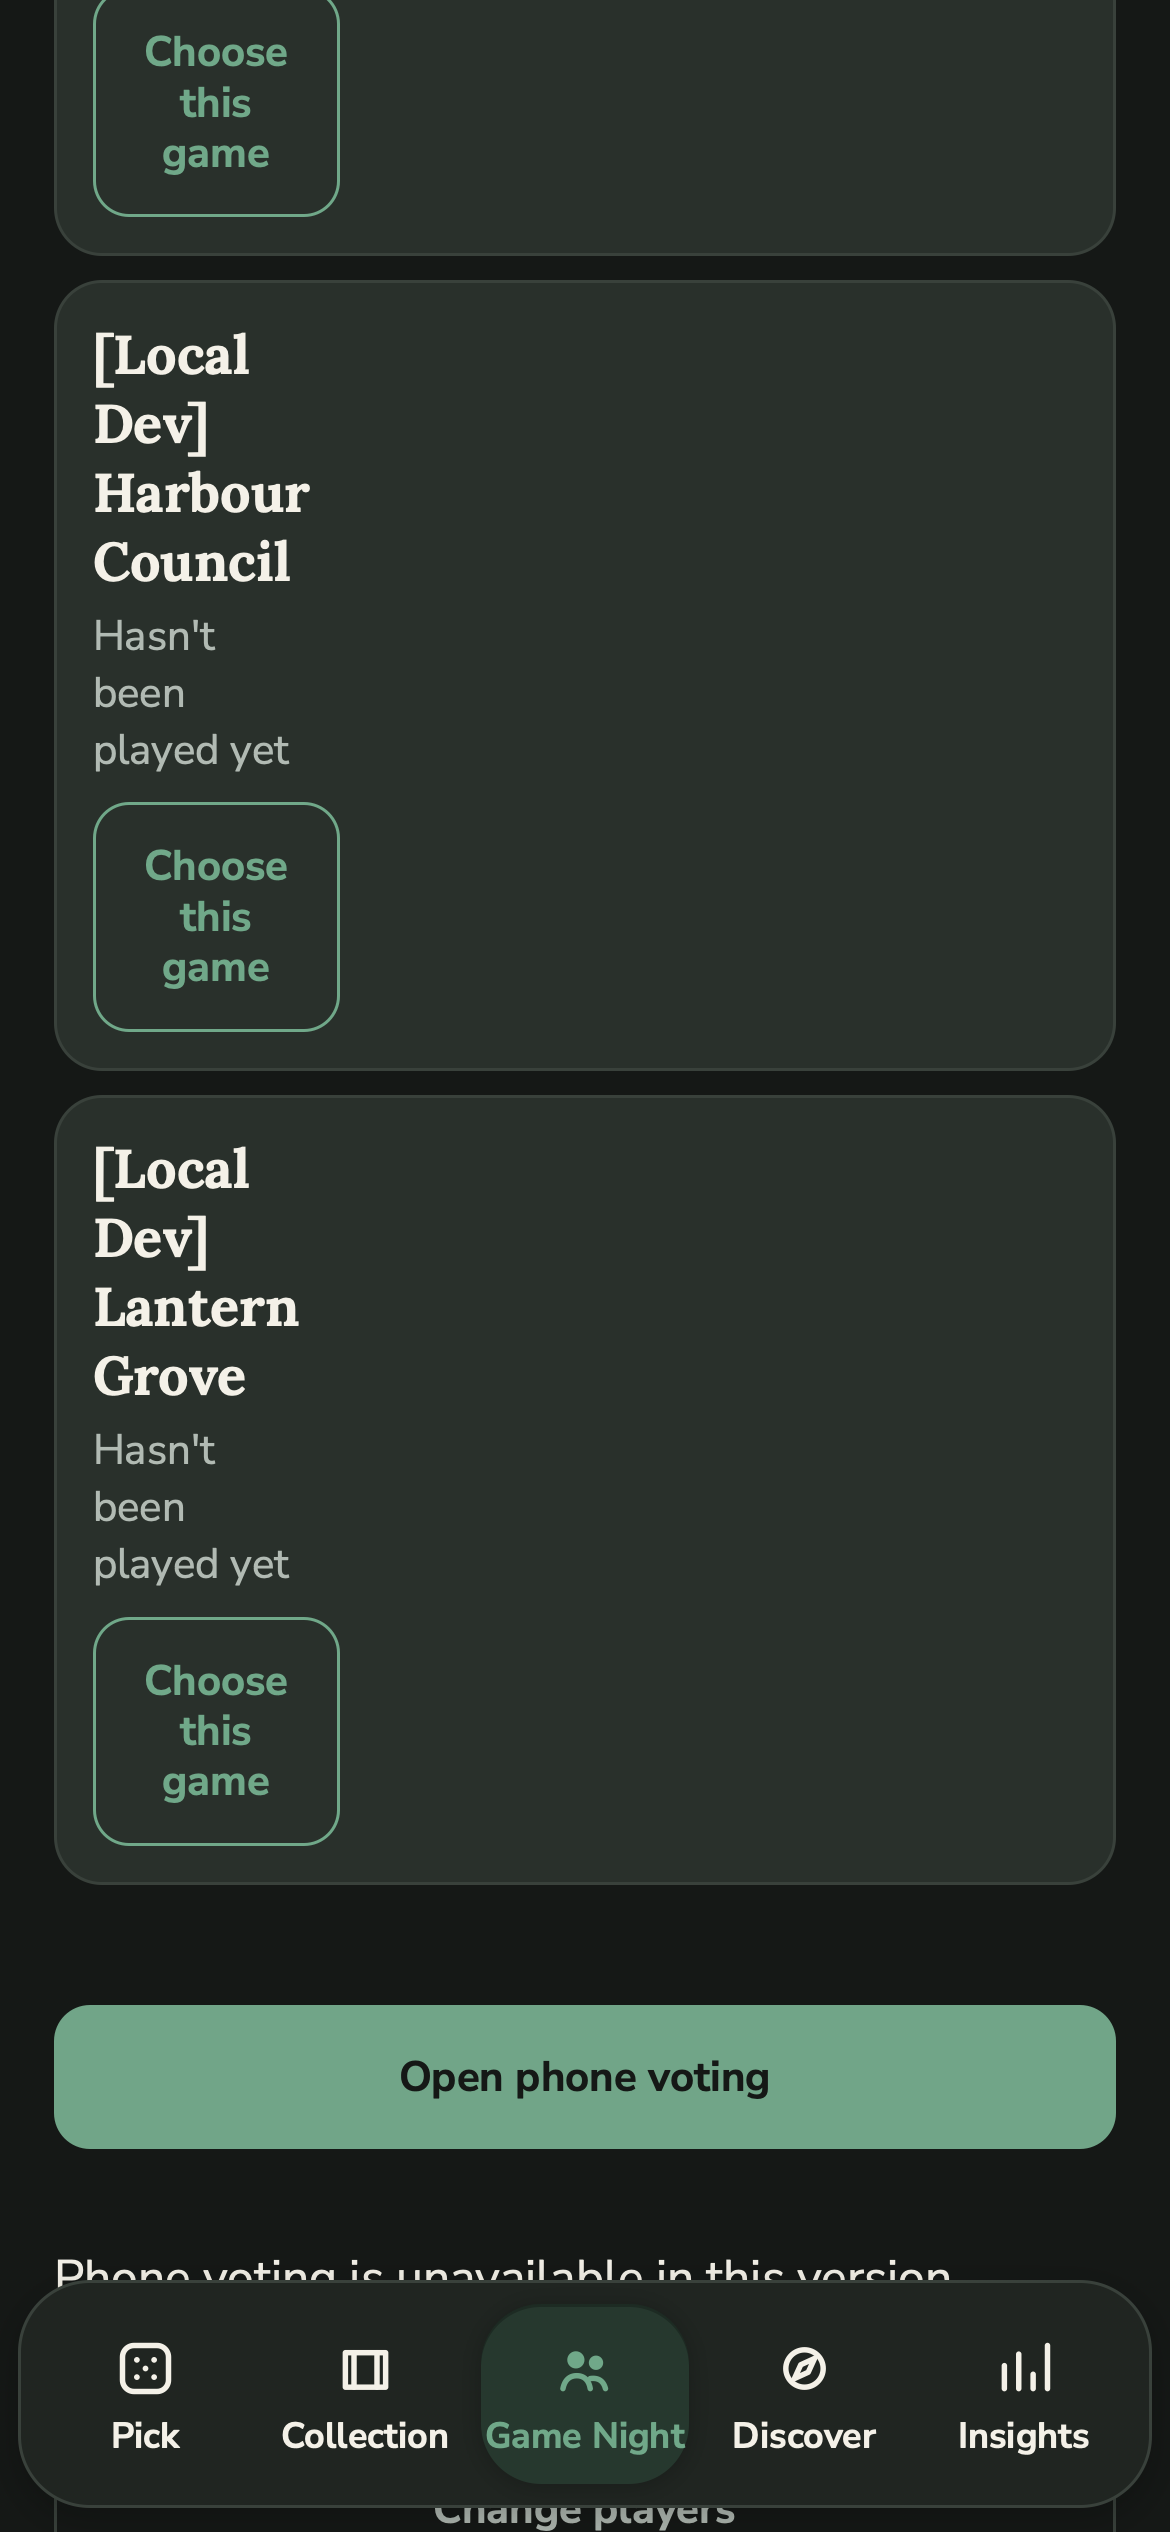 Choose
this
game
[Local
Dev]
Harbour
Council
Hasn't
been
played yet
Choose
this
game
[Local
Dev]
Lantern
Grove
Hasn't
been
played yet
Choose
this
game
Open phone voting
Phone voting is unavailable in this version
Pick
Collection
Game Night
Discover
Insights
Change players